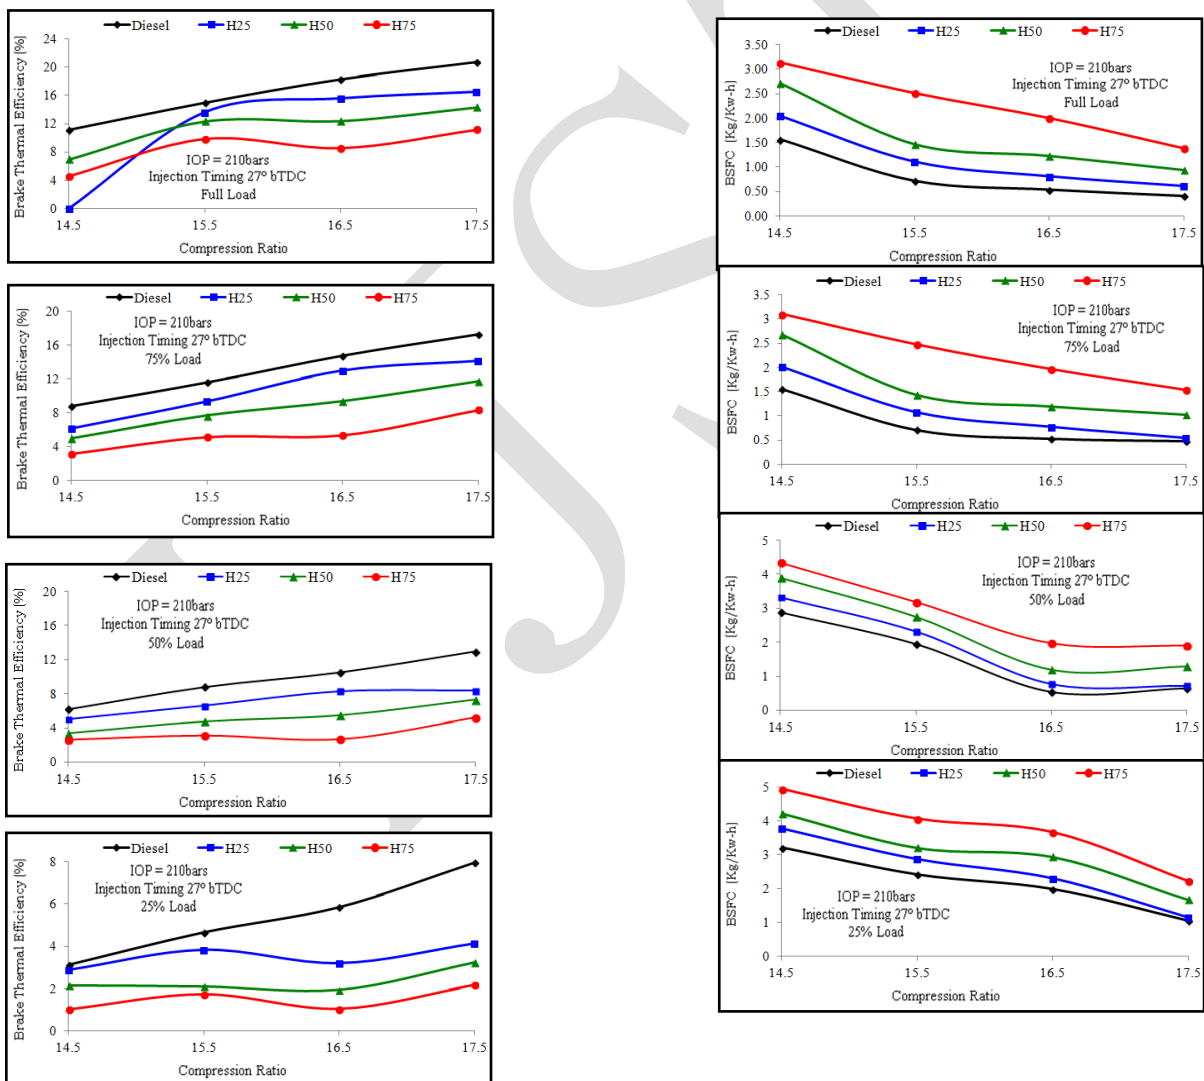 Diesel H25 H50 H75
Brake Thermal Efficiency (%)
24
20
16
12
8
4
0
IOP = 210bars
Injection Timing 27º bTDC
Full Load
14.5 15.5 16.5 17.5
Compression Ratio
Diesel H25 H50 H75
Brake Thermal Efficiency (%)
20
16
12
8
4
0
IOP = 210bars
Injection Timing 27º bTDC
75% Load
14.5 15.5 16.5 17.5
Compression Ratio
Diesel H25 H50 H75
Brake Thermal Efficiency (%)
20
16
12
8
4
0
IOP = 210bars
Injection Timing 27º bTDC
50% Load
14.5 15.5 16.5 17.5
Compression Ratio
Diesel H25 H50 H75
Brake Thermal Efficiency (%)
8
6
4
2
0
IOP = 210bars
Injection Timing 27º bTDC
25% Load
14.5 15.5 16.5 17.5
Compression Ratio
Diesel H25 H50 H75
BSFC (Kg/Kw-h)
3.50
3.00
2.50
2.00
1.50
1.00
0.50
0.00
IOP = 210bars
Injection Timing 27º bTDC
Full Load
14.5 15.5 16.5 17.5
Compression Ratio
Diesel H25 H50 H75
BSFC (Kg/Kw-h)
3.5
3
2.5
2
1.5
1
0.5
0
IOP = 210bars
Injection Timing 27º bTDC
75% Load
14.5 15.5 16.5 17.5
Compression Ratio
Diesel H25 H50 H75
BSFC (Kg/Kw-h)
5
4
3
2
1
0
IOP = 210bars
Injection Timing 27º bTDC
50% Load
14.5 15.5 16.5 17.5
Compression Ratio
Diesel H25 H50 H75
BSFC (Kg/Kw-h)
5
4
3
2
1
0
IOP = 210bars
Injection Timing 27º bTDC
25% Load
14.5 15.5 16.5 17.5
Compression Ratio